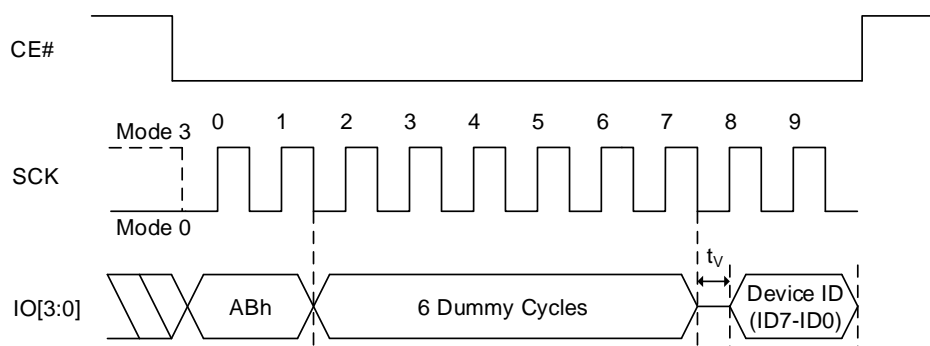 CE#
Mode 3
0 1 2 3 4 5 6 7 8 9
SCK
Mode 0
tV
IO[3:0]
ABh
6 Dummy Cycles
Device ID
(ID7-ID0)